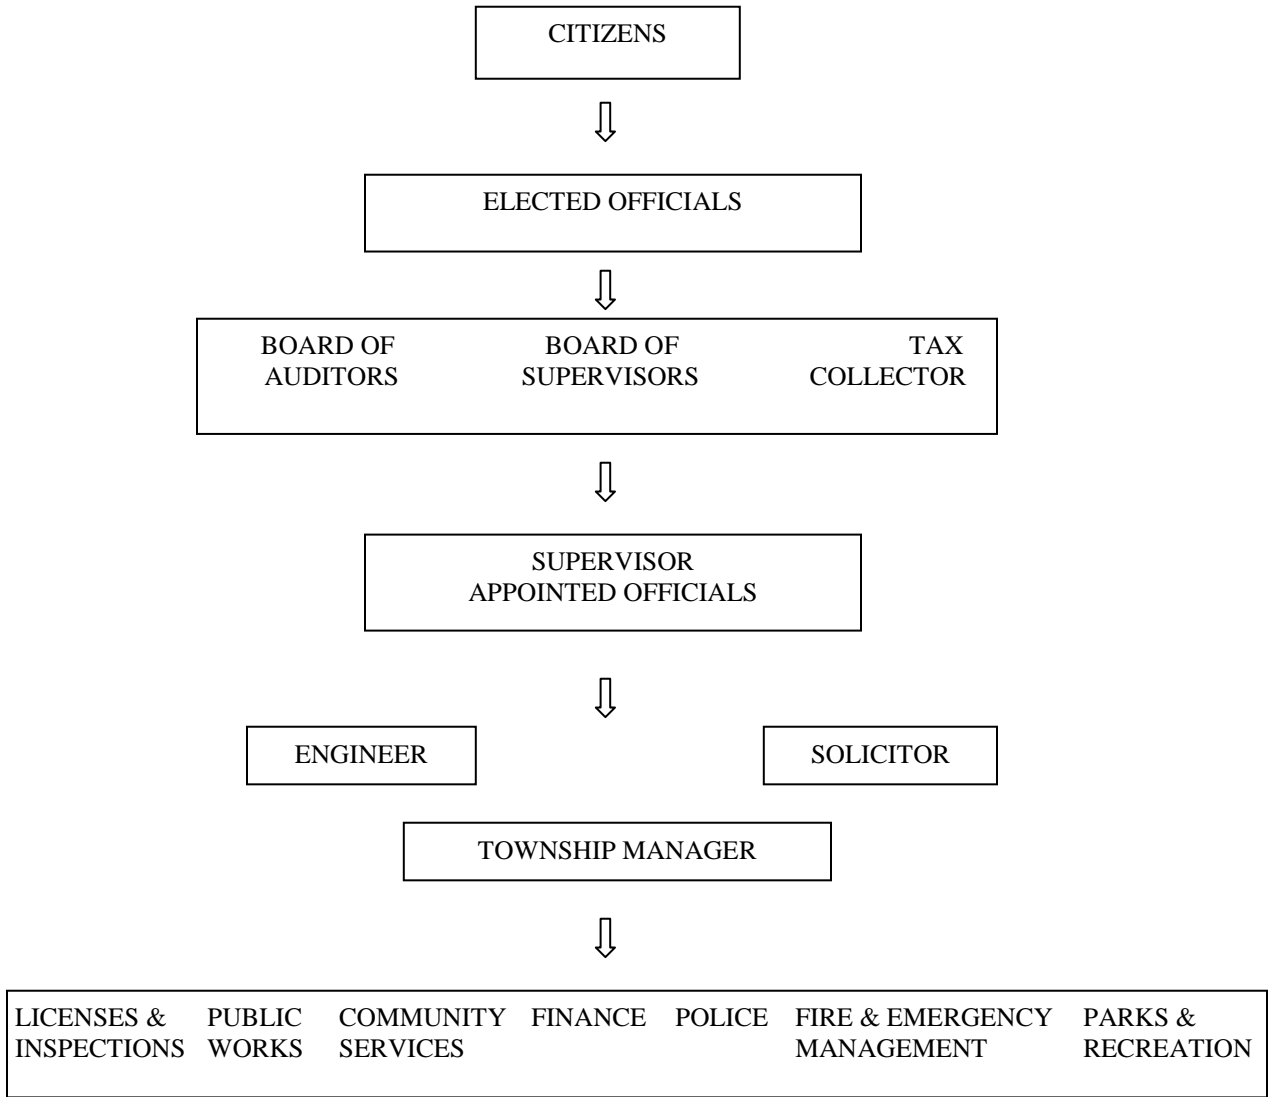 CITIZENS
ELECTED OFFICIALS
BOARD OF AUDITORS
BOARD OF SUPERVISORS
TAX COLLECTOR
SUPERVISOR
APPOINTED OFFICIALS
ENGINEER
SOLICITOR
TOWNSHIP MANAGER
LICENSES &
INSPECTIONS
PUBLIC
WORKS
COMMUNITY
SERVICES
FINANCE
POLICE
FIRE & EMERGENCY
MANAGEMENT
PARKS &
RECREATION